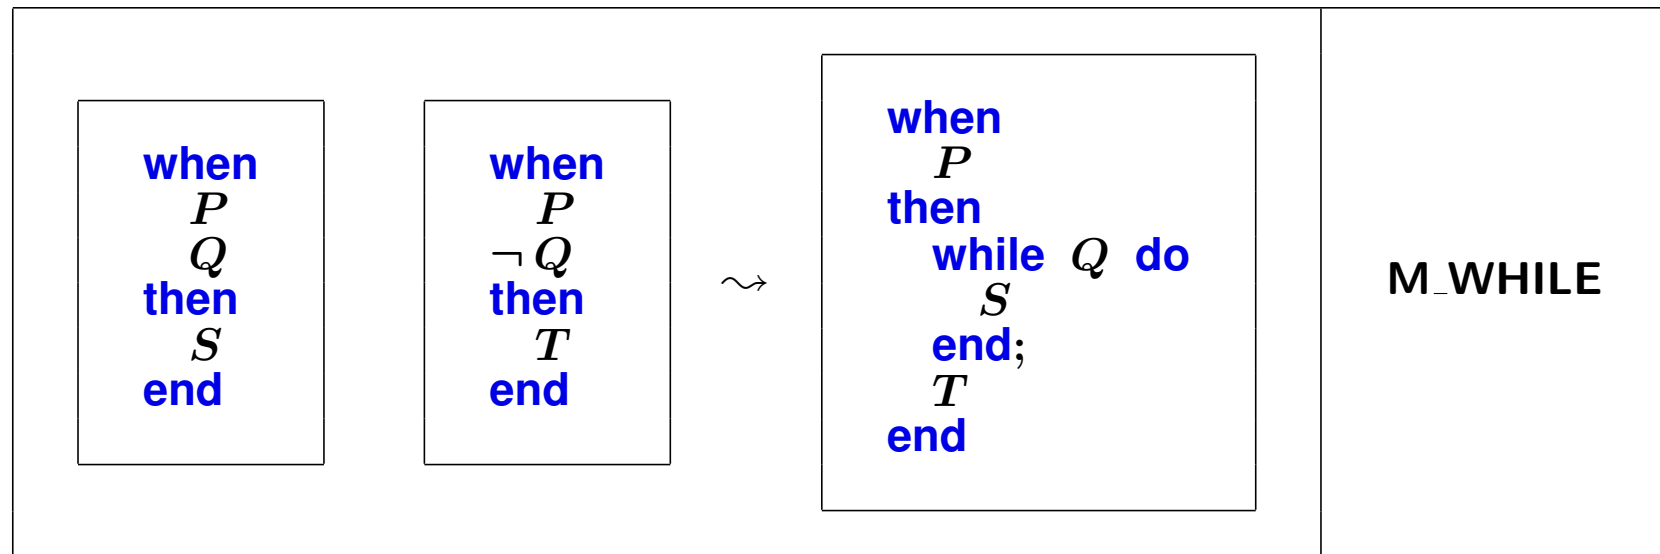 when
P
Q
then
S
end
when
P
¬ Q
then
T
end
⤳
when
P
then
while Q do
S
end;
T
end
M_WHILE